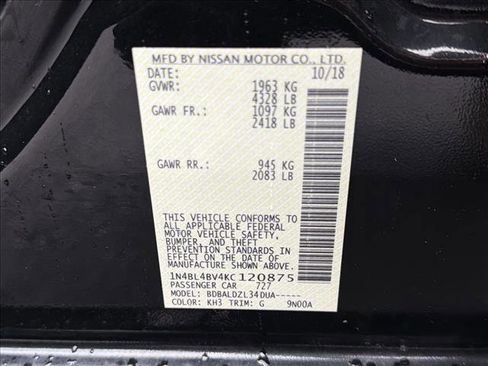 MFD BY NISSAN MOTOR CO., LTD.
DATE: 10/18
GVWR: 1963 KG
4328 LB
GAWR FR.: 1097 KG
2418 LB
GAWR RR.: 945 KG
2083 LB
THIS VEHICLE CONFORMS TO
ALL APPLICABLE FEDERAL
MOTOR VEHICLE SAFETY,
BUMPER, AND THEFT
PREVENTION STANDARDS
IN EFFECT ON THE DATE OF
MANUFACTURE SHOWN ABOVE.
1N4BL4BV4KC120875
PASSENGER CAR 727
MODEL: BDBALDZL34DUA-----
COLOR: KH3 TRIM: G 9N00A